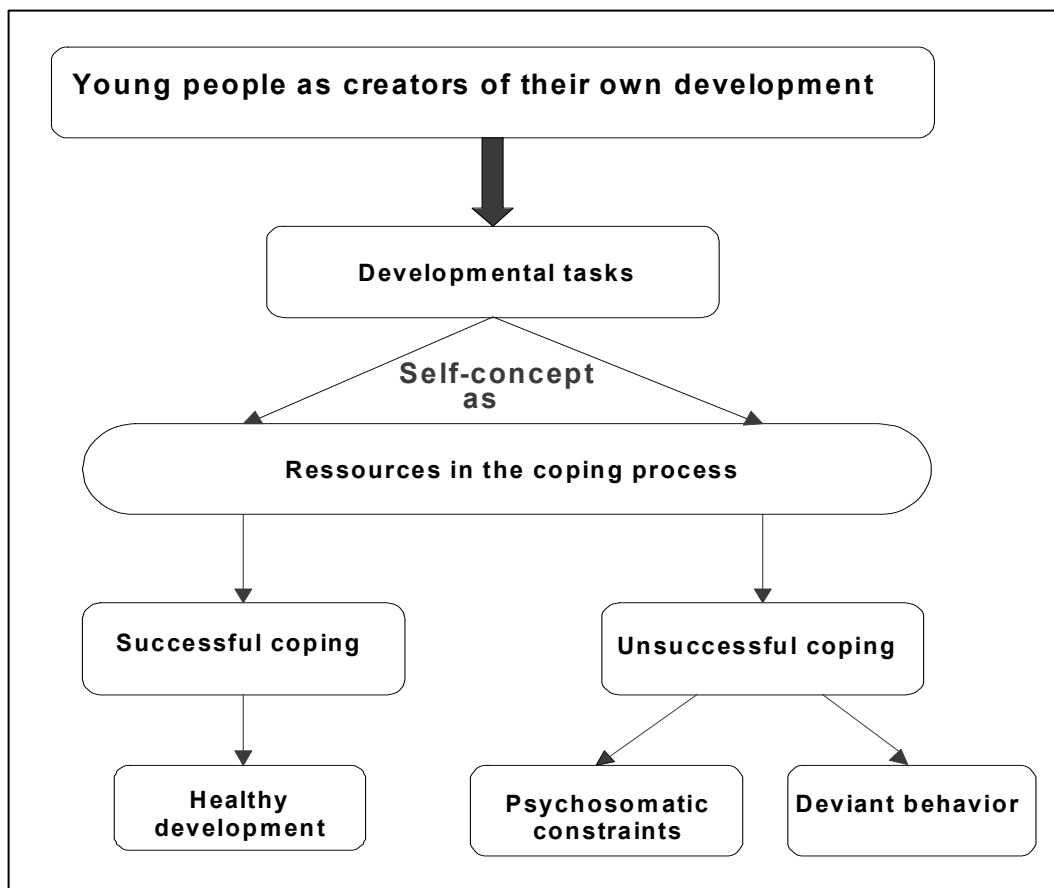 Young people as creators of their own development
Developmental tasks
Self-concept
as
Ressources in the coping process
Successful coping
Unsuccessful coping
Healthy
development
Psychosomatic
constraints
Deviant behavior